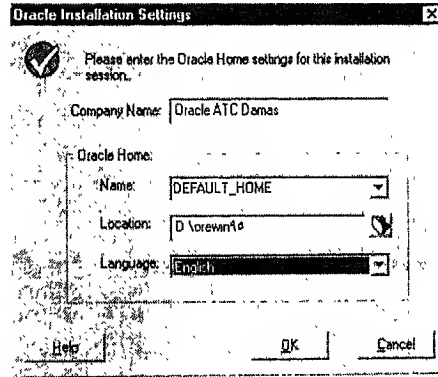 Oracle Installation Settings
Please enter the Oracle Home settings for this installation
session.
Company Name: Oracle ATC Damas
Oracle Home:
Name: DEFAULT_HOME
Location:
Language: English
Help OK Cancel